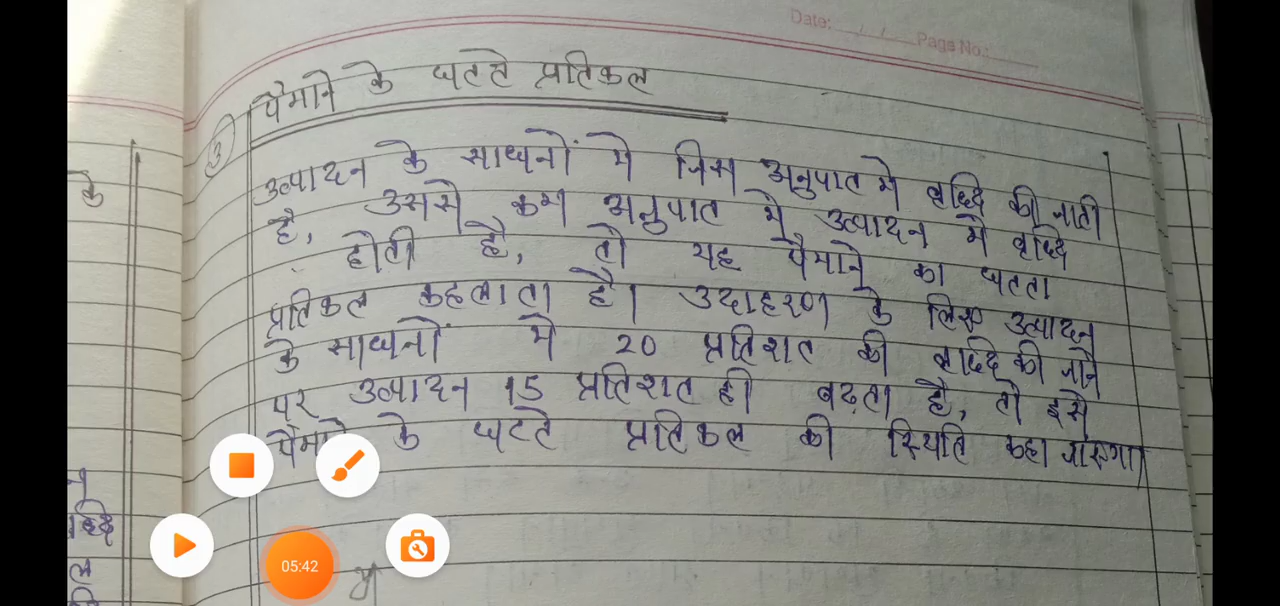 Date: / / Page No.:
③ पैमाने के घटते प्रतिफल
उत्पादन के साधनों मे जिस अनुपात मे वृद्धि की जाती
है, उससे कम अनुपात मे उत्पादन मे वृद्धि
होती है, तो यह पैमाने का घटता
प्रतिफल कहलाता है। उदाहरण के लिए उत्पादन
के साधनों मे 20 प्रतिशत की वृद्धि की जाने
पर उत्पादन 15 प्रतिशत ही बढ़ता है, तो इसे
पैमाने के घटते प्रतिफल की स्थिति कहा जाएगा।
के
द्धि
ल
05:42
y